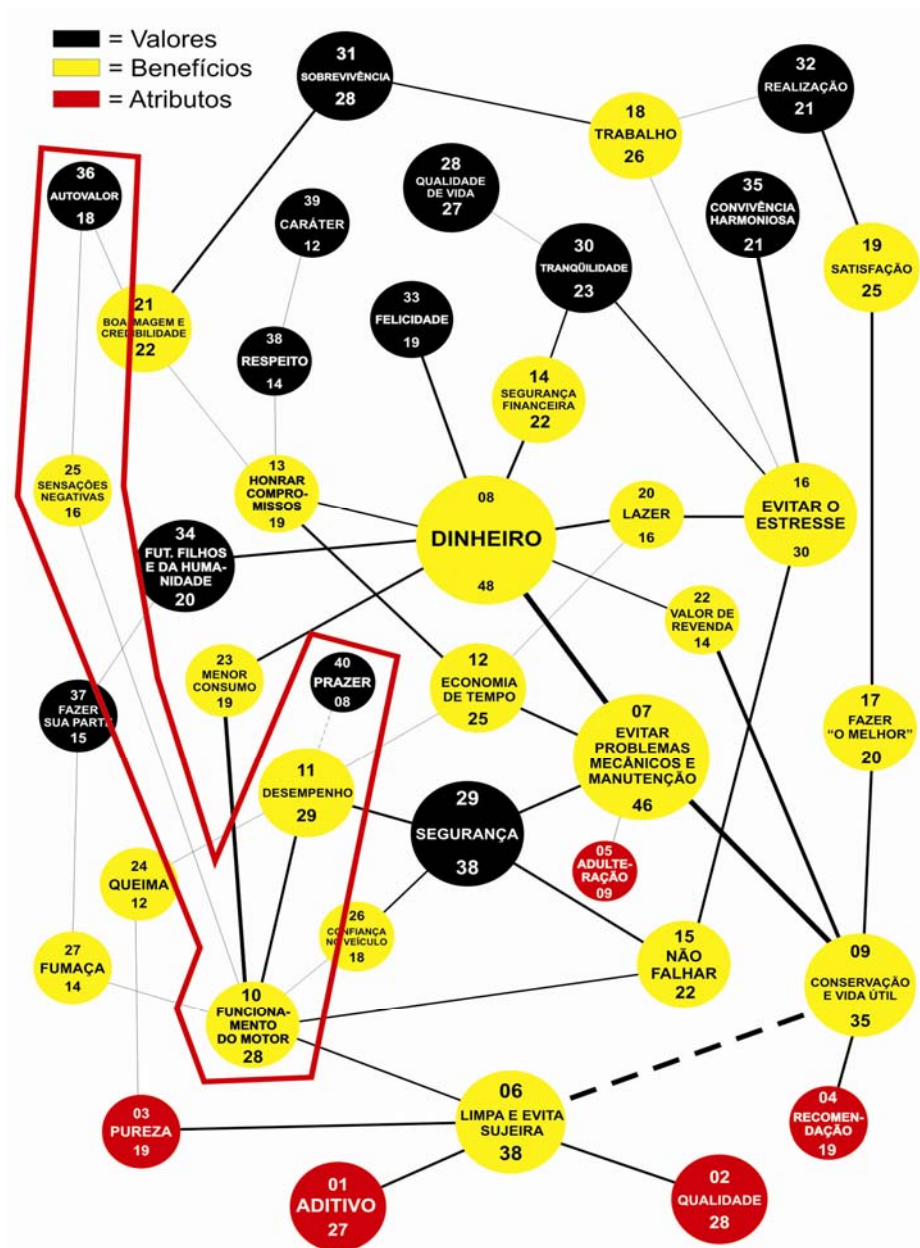 = Valores
= Benefícios
= Atributos
31
SOBREVIVÊNCIA
28
32
REALIZAÇÃO
21
18
TRABALHO
26
36
AUTOVALOR
18
28
QUALIDADE
DE VIDA
27
35
CONVIVÊNCIA
HARMONIOSA
21
39
CARÁTER
12
30
TRANQÜILIDADE
23
19
SATISFAÇÃO
25
21
BOA IMAGEM E
CREDIBILIDADE
22
33
FELICIDADE
19
38
RESPEITO
14
14
SEGURANÇA
FINANCEIRA
22
25
SENSAÇÕES
NEGATIVAS
16
13
HONRAR
COMPRO-
MISSOS
19
08
DINHEIRO
48
20
LAZER
16
16
EVITAR O
ESTRESSE
30
34
FUT. FILHOS
E DA HUMA-
NIDADE
20
22
VALOR DE
REVENDA
14
23
MENOR
CONSUMO
19
40
PRAZER
08
12
ECONOMIA
DE TEMPO
25
37
FAZER
SUA PARTE
15
07
EVITAR
PROBLEMAS
MECÂNICOS E
MANUTENÇÃO
46
17
FAZER
“O MELHOR”
20
11
DESEMPENHO
29
29
SEGURANÇA
38
05
ADULTE-
RAÇÃO
09
24
QUEIMA
12
26
CONFIANÇA
NO VEÍCULO
18
27
FUMAÇA
14
15
NÃO
FALHAR
22
09
CONSERVAÇÃO
E VIDA ÚTIL
35
10
FUNCIONA-
MENTO
DO MOTOR
28
06
LIMPA E EVITA
SUJEIRA
38
03
PUREZA
19
04
RECOMEN-
DAÇÃO
19
01
ADITIVO
27
02
QUALIDADE
28